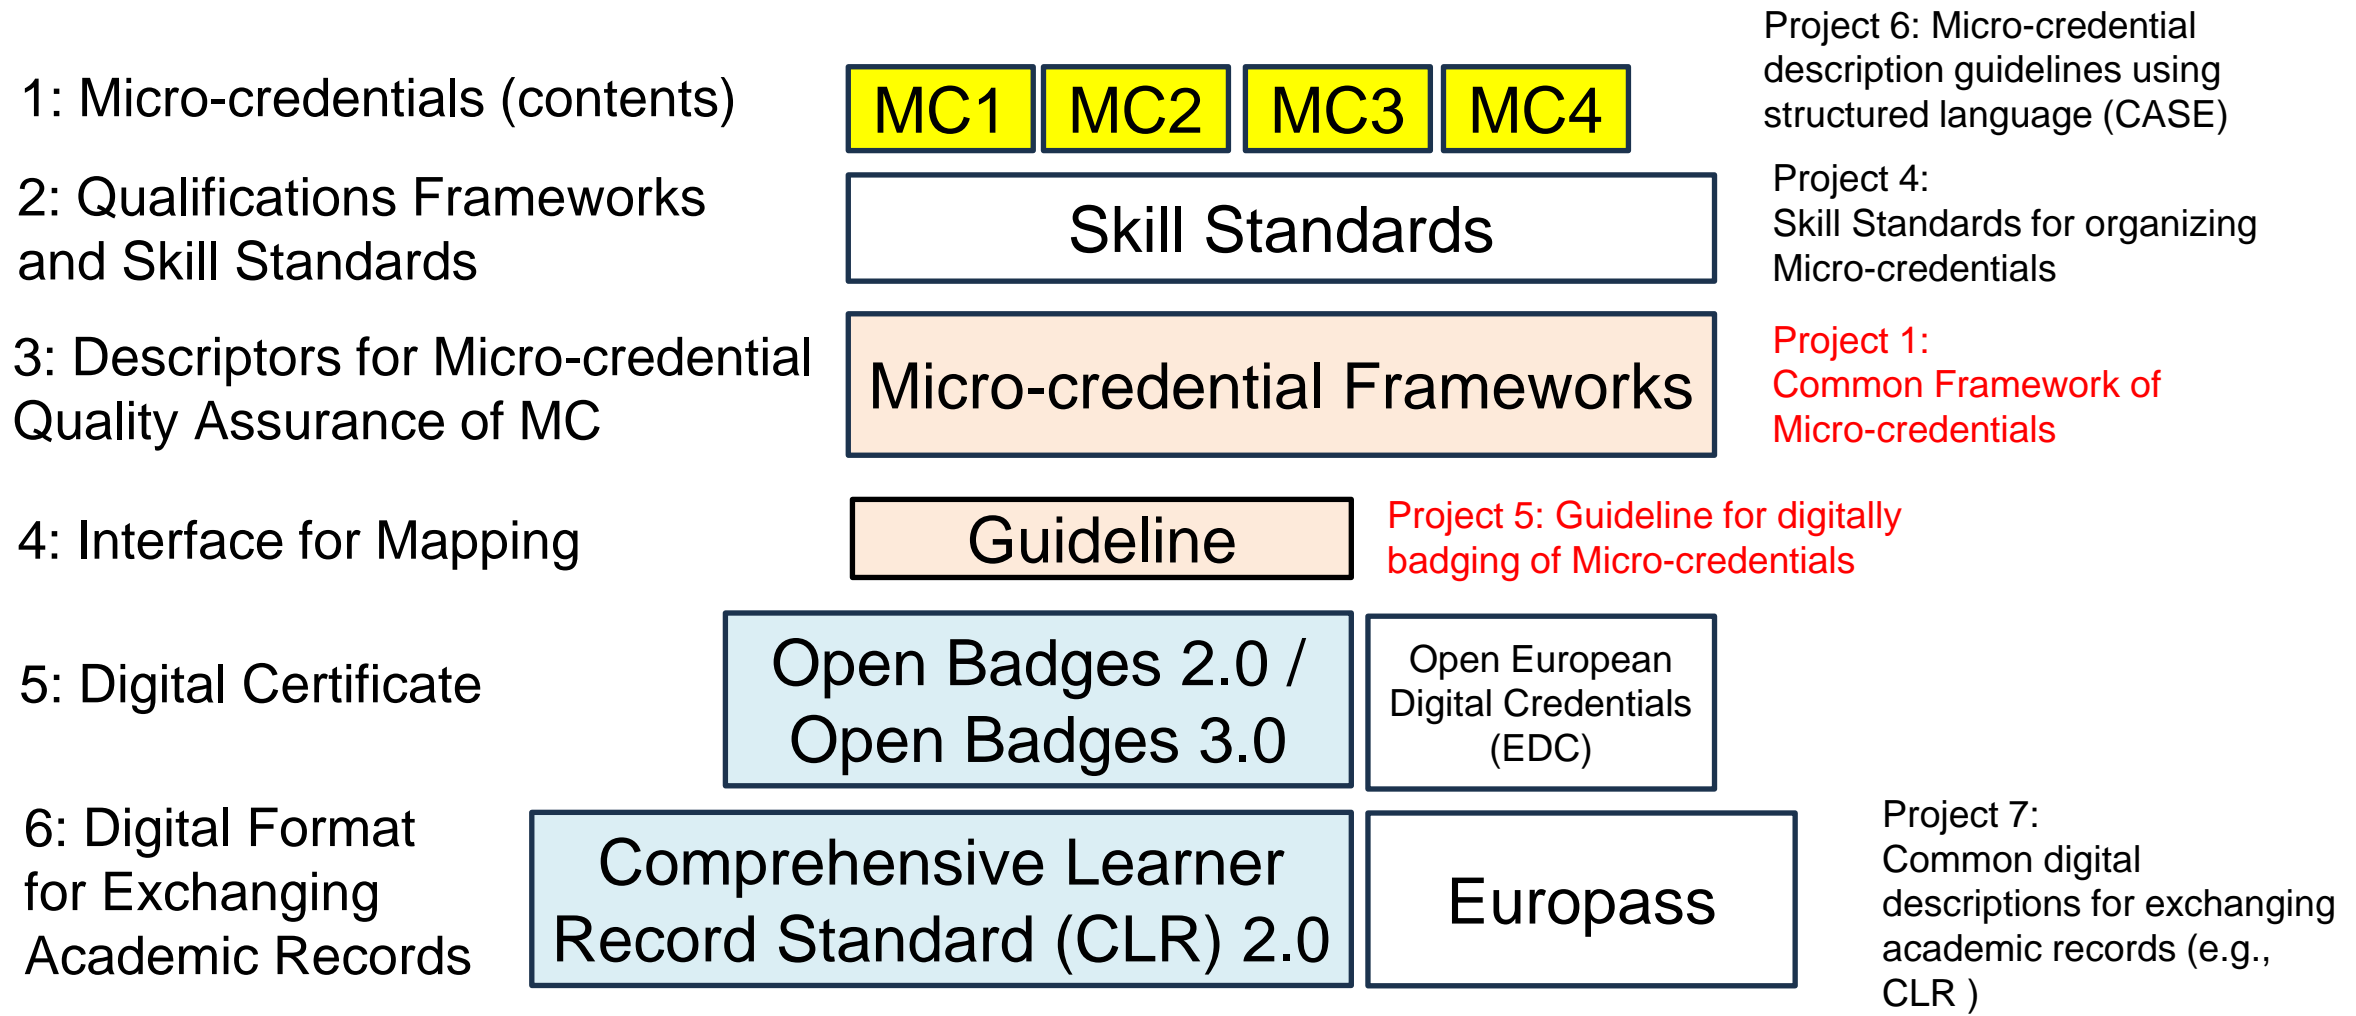 1: Micro-credentials (contents)
MC1
MC2
MC3
MC4
Project 6: Micro-credential
description guidelines using
structured language (CASE)
2: Qualifications Frameworks
and Skill Standards
Skill Standards
Project 4:
Skill Standards for organizing
Micro-credentials
3: Descriptors for Micro-credential
Quality Assurance of MC
Micro-credential Frameworks
Project 1:
Common Framework of
Micro-credentials
4: Interface for Mapping
Guideline
Project 5: Guideline for digitally
badging of Micro-credentials
5: Digital Certificate
Open Badges 2.0 /
Open Badges 3.0
Open European
Digital Credentials
(EDC)
6: Digital Format
for Exchanging
Academic Records
Comprehensive Learner
Record Standard (CLR) 2.0
Europass
Project 7:
Common digital
descriptions for exchanging
academic records (e.g.,
CLR )